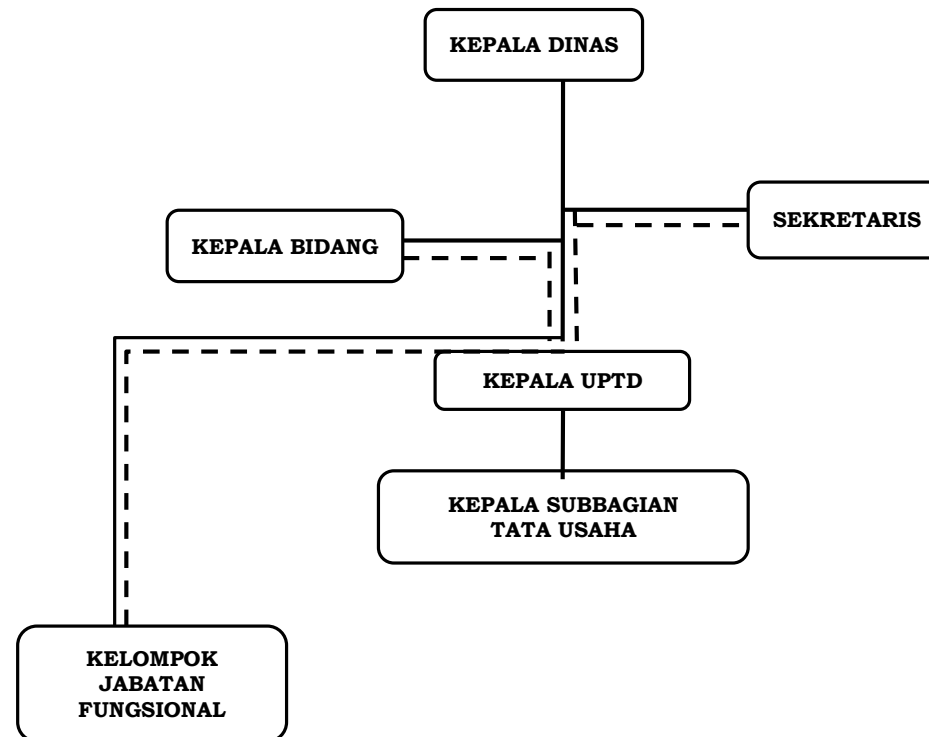 KEPALA DINAS
SEKRETARIS
KEPALA BIDANG
KEPALA UPTD
KEPALA SUBBAGIAN
TATA USAHA
KELOMPOK
JABATAN
FUNGSIONAL